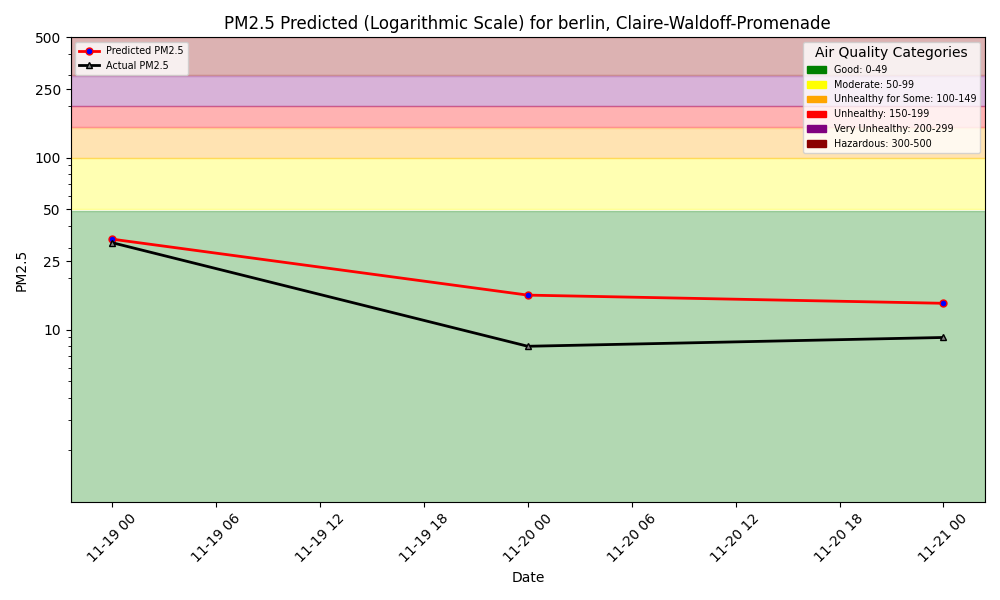 PM2.5 Predicted (Logarithmic Scale) for berlin, Claire-Waldoff-Promenade
Predicted PM2.5
Actual PM2.5
Air Quality Categories
Good: 0-49
Moderate: 50-99
Unhealthy for Some: 100-149
Unhealthy: 150-199
Very Unhealthy: 200-299
Hazardous: 300-500
500
250
100
50
25
10
PM2.5
11-19 00
11-19 06
11-19 12
11-19 18
11-20 00
11-20 06
11-20 12
11-20 18
11-21 00
Date